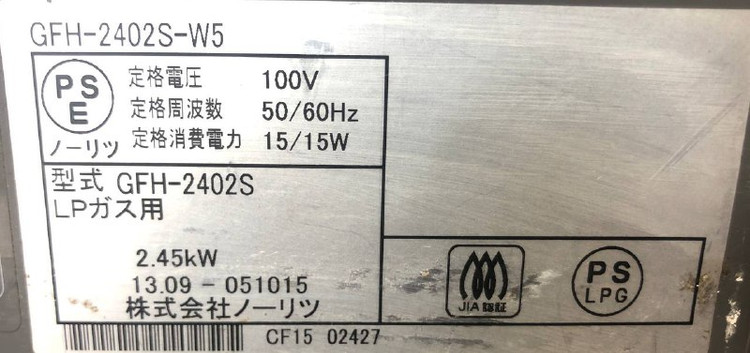 GFH-2402S-W5
PS
E
ノーリツ
定格電圧 100V
定格周波数 50/60Hz
定格消費電力 15/15W
型式 GFH-2402S
LPガス用
2.45kW
13.09-051015
株式会社ノーリツ
JIA 認証
PS
LPG
CF15 02427